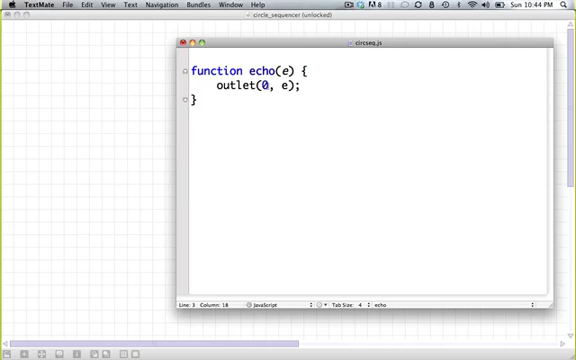 TextMate File Edit View Text Navigation Bundles Window Help 8 Sun 10:44 PM
circle_sequencer (unlocked)
circseq.js
function echo(e) {
outlet(0, e);
}
Line: 3 Column: 18 JavaScript Tab Size: 4 echo